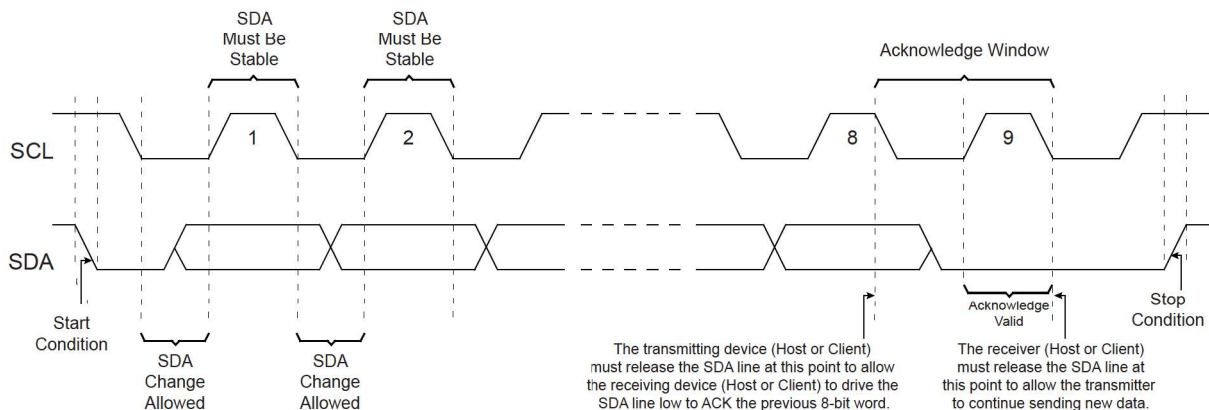 SDA
Must Be
Stable
SDA
Must Be
Stable
Acknowledge Window
SCL
1
2
8
9
SDA
Start
Condition
SDA
Change
Allowed
SDA
Change
Allowed
The transmitting device (Host or Client)
must release the SDA line at this point to allow
the receiving device (Host or Client) to drive the
SDA line low to ACK the previous 8-bit word.
Acknowledge
Valid
The receiver (Host or Client)
must release the SDA line at
this point to allow the transmitter
to continue sending new data.
Stop
Condition